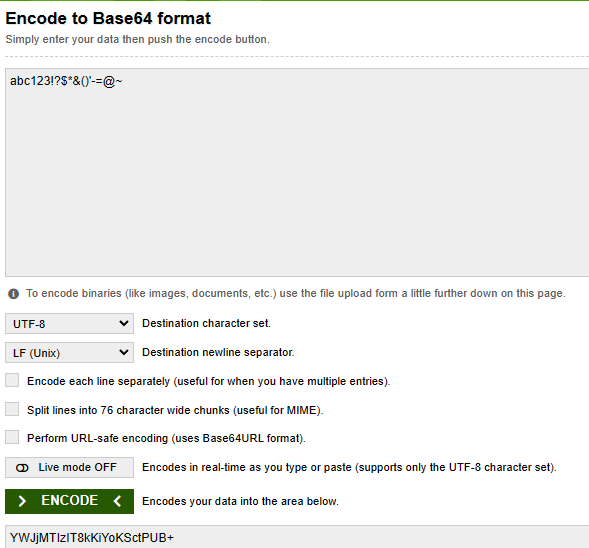 Encode to Base64 format
Simply enter your data then push the encode button.
abc123!?$*&()'-=@~
To encode binaries (like images, documents, etc.) use the file upload form a little further down on this page.
UTF-8 Destination character set.
LF (Unix) Destination newline separator.
Encode each line separately (useful for when you have multiple entries).
Split lines into 76 character wide chunks (useful for MIME).
Perform URL-safe encoding (uses Base64URL format).
Live mode OFF Encodes in real-time as you type or paste (supports only the UTF-8 character set).
ENCODE Encodes your data into the area below.
YWJjMTIzIT8kKiYoKSctPUB+